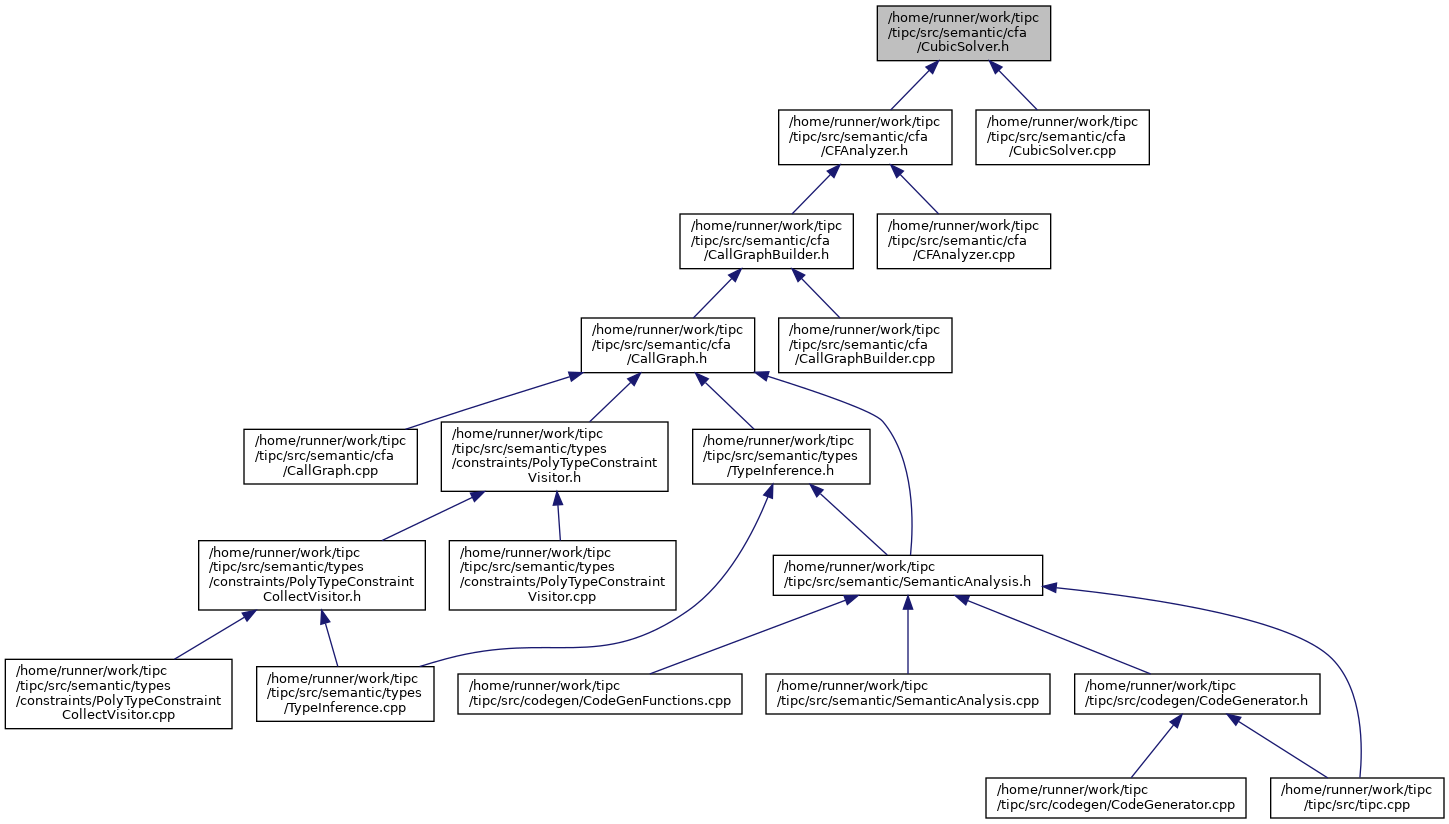 /home/runner/work/tipc
/tipc/src/semantic/cfa
/CubicSolver.h
/home/runner/work/tipc
/tipc/src/semantic/cfa
/CFAnalyzer.h
/home/runner/work/tipc
/tipc/src/semantic/cfa
/CubicSolver.cpp
/home/runner/work/tipc
/tipc/src/semantic/cfa
/CallGraphBuilder.h
/home/runner/work/tipc
/tipc/src/semantic/cfa
/CFAnalyzer.cpp
/home/runner/work/tipc
/tipc/src/semantic/cfa
/CallGraph.h
/home/runner/work/tipc
/tipc/src/semantic/cfa
/CallGraphBuilder.cpp
/home/runner/work/tipc
/tipc/src/semantic/cfa
/CallGraph.cpp
/home/runner/work/tipc
/tipc/src/semantic/types
/constraints/PolyTypeConstraint
Visitor.h
/home/runner/work/tipc
/tipc/src/semantic/types
/TypeInference.h
/home/runner/work/tipc
/tipc/src/semantic/types
/constraints/PolyTypeConstraint
CollectVisitor.h
/home/runner/work/tipc
/tipc/src/semantic/types
/constraints/PolyTypeConstraint
Visitor.cpp
/home/runner/work/tipc
/tipc/src/semantic/SemanticAnalysis.h
/home/runner/work/tipc
/tipc/src/semantic/types
/constraints/PolyTypeConstraint
CollectVisitor.cpp
/home/runner/work/tipc
/tipc/src/semantic/types
/TypeInference.cpp
/home/runner/work/tipc
/tipc/src/codegen/CodeGenFunctions.cpp
/home/runner/work/tipc
/tipc/src/semantic/SemanticAnalysis.cpp
/home/runner/work/tipc
/tipc/src/codegen/CodeGenerator.h
/home/runner/work/tipc
/tipc/src/codegen/CodeGenerator.cpp
/home/runner/work/tipc
/tipc/src/tipc.cpp